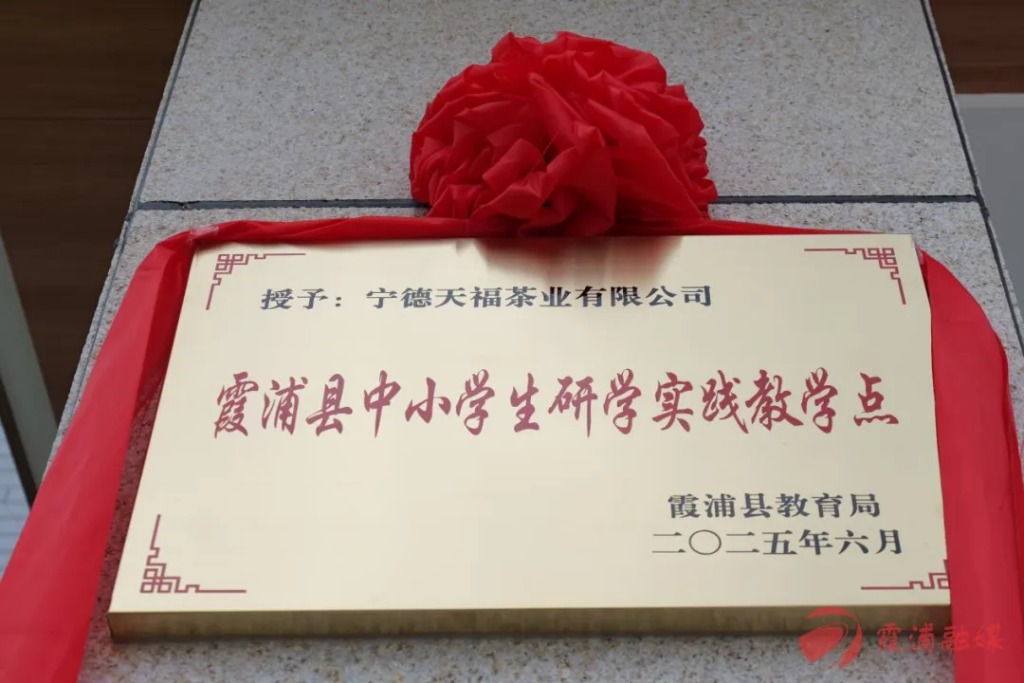 授予：宁德天福茶业有限公司
霞浦县中小学生研学实践教学点
霞浦县教育局
二〇二五年六月
霞浦融媒